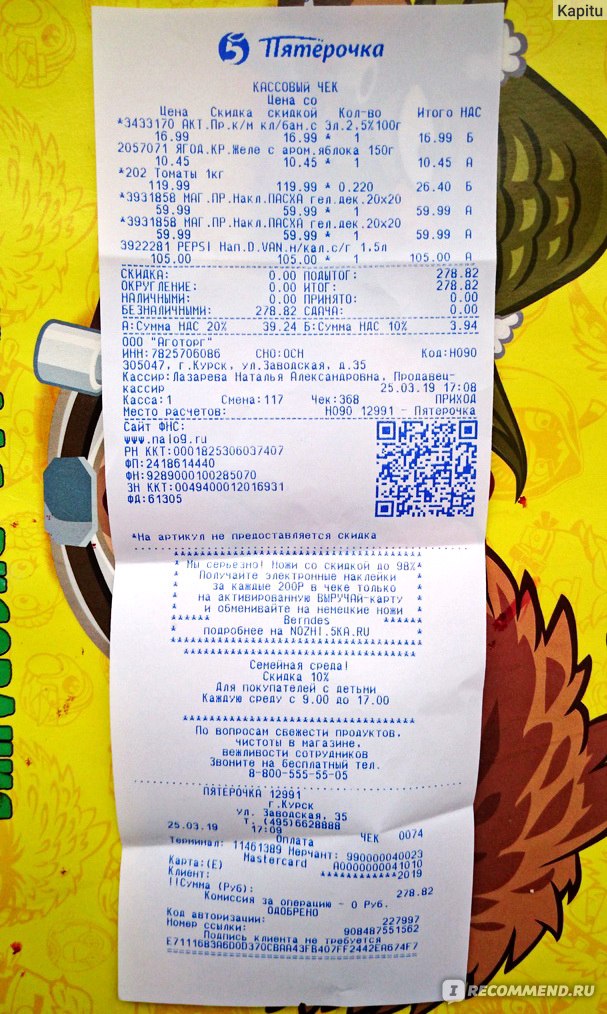 Kapitu
5 Пятёрочка
КАССОВЫЙ ЧЕК
Цена со
Цена Скидка скидкой Кол-во Итого НДС
*3433170 АКТ.Пр.к/м кл/бан.с Зл.2,5%100г
16.99 16.99 * 1 16.99 Б
2057071 ЯГОД.КР.Желе с аром.яблока 150г
10.45 10.45 * 1 10.45 А
*202 Томаты 1кг
119.99 119.99 * 0.220 26.40 Б
*3931858 МАГ.ПР.Накл.ПАСХА гел.дек.20х20
59.99 59.99 * 1 59.99 А
*3931858 МАГ.ПР.Накл.ПАСХА гел.дек.20х20
59.99 59.99 * 1 59.99 А
3922281 PEPSI Нап.D.VAN.н/кал.с/г 1,5л
105.00 105.00 * 1 105.00 А
СКИДКА: 0.00 ПОДЫТОГ: 278.82
ОКРУГЛЕНИЕ: 0.00 ИТОГ: 278.82
НАЛИЧНЫМИ: 0.00 ПРИНЯТО: 0.00
БЕЗНАЛИЧНЫМИ: 278.82 СДАЧА: 0.00
А:Сумма НДС 20% 39.24 Б:Сумма НДС 10% 3.94
ООО "Аготорг"
ИНН:7825706086 СНО:ОСН Код:Н090
305047, г.Курск, ул.Заводская, д.35
Кассир:Лазарева Наталья Александровна, Продавец-
кассир 25.03.19 17:08
Касса:1 Смена:117 Чек:368 ПРИХОД
Место расчетов: Н090 12991 - Пятерочка
Сайт ФНС:
www.nalog.ru
РН ККТ:0001825306037407
ФП:2418614440
ФН:9289000100285070
ЗН ККТ:0049400012016931
ФД:61305
*На артикул не предоставляется скидка
* Мы серьезно! Ножи со скидкой до 98%*
* Получайте электронные наклейки *
* за каждые 200Р в чеке только *
* на активированную ВЫРУЧАЙ-карту *
* и обменивайте на немецкие ножи *
* Berndes *
* подробнее на NOZHI.5KA.RU *
Семейная среда!
Скидка 10%
Для покупателей с детьми
Каждую среду с 9.00 до 17.00
По вопросам свежести продуктов,
чистоты в магазине,
вежливости сотрудников
Звоните на бесплатный тел.
8-800-555-55-05
ПЯТЕРОЧКА 12991
г.Курск
ул. Заводская, 35
Т.(495)6628888
25.03.19 17:09 ЧЕК 0074
Оплата
Терминал: 11461389 Мерчант: 990000040023
Mastercard A0000000041010
Карта:(E) ************2019
Клиент:
!!Сумма (Руб): 278.82
Комиссия за операцию - 0 Руб.
ОДОБРЕНО
Код авторизации: 227997
Номер ссылки: 908487551562
Подпись клиента не требуется
IRECOMMEND.RU